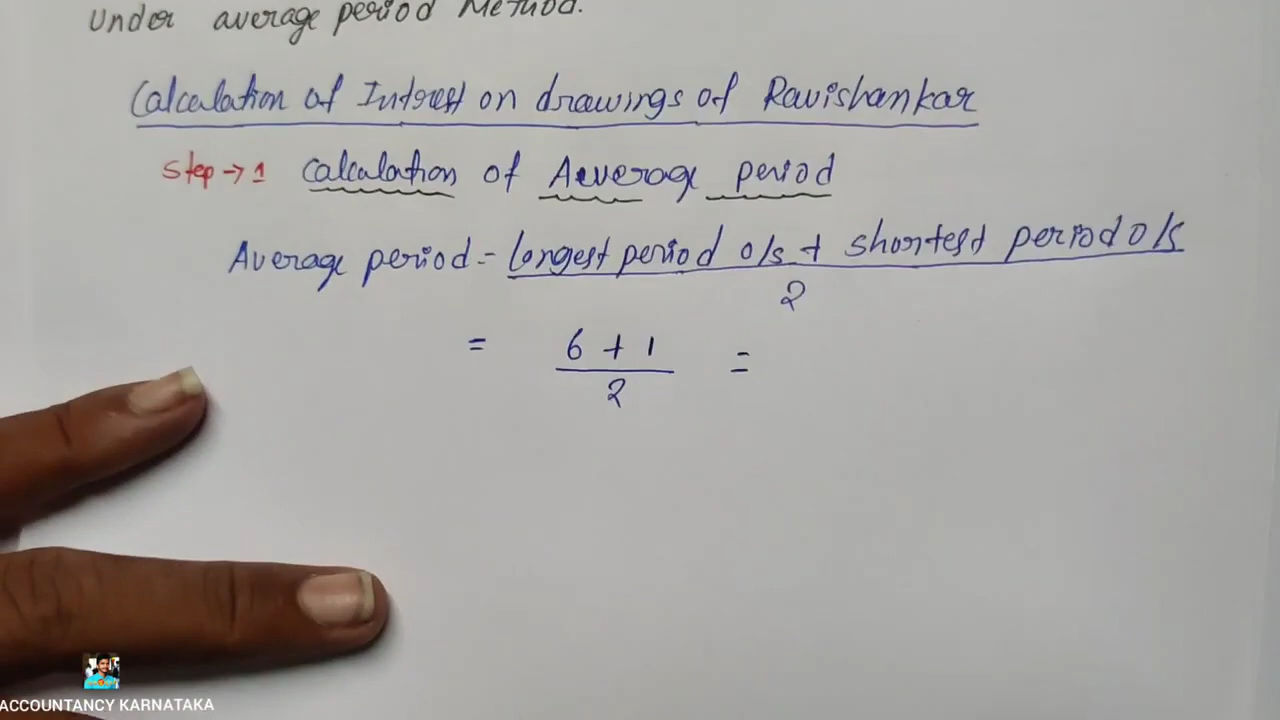 Under average period Method.
Calculation of Interest on drawings of Ravishankar
Step → 1 Calculation of Aeverage period
Average period = longest period o/s + shortest period o/s
2
= 6 + 1 =
2
ACCOUNTANCY KARNATAKA